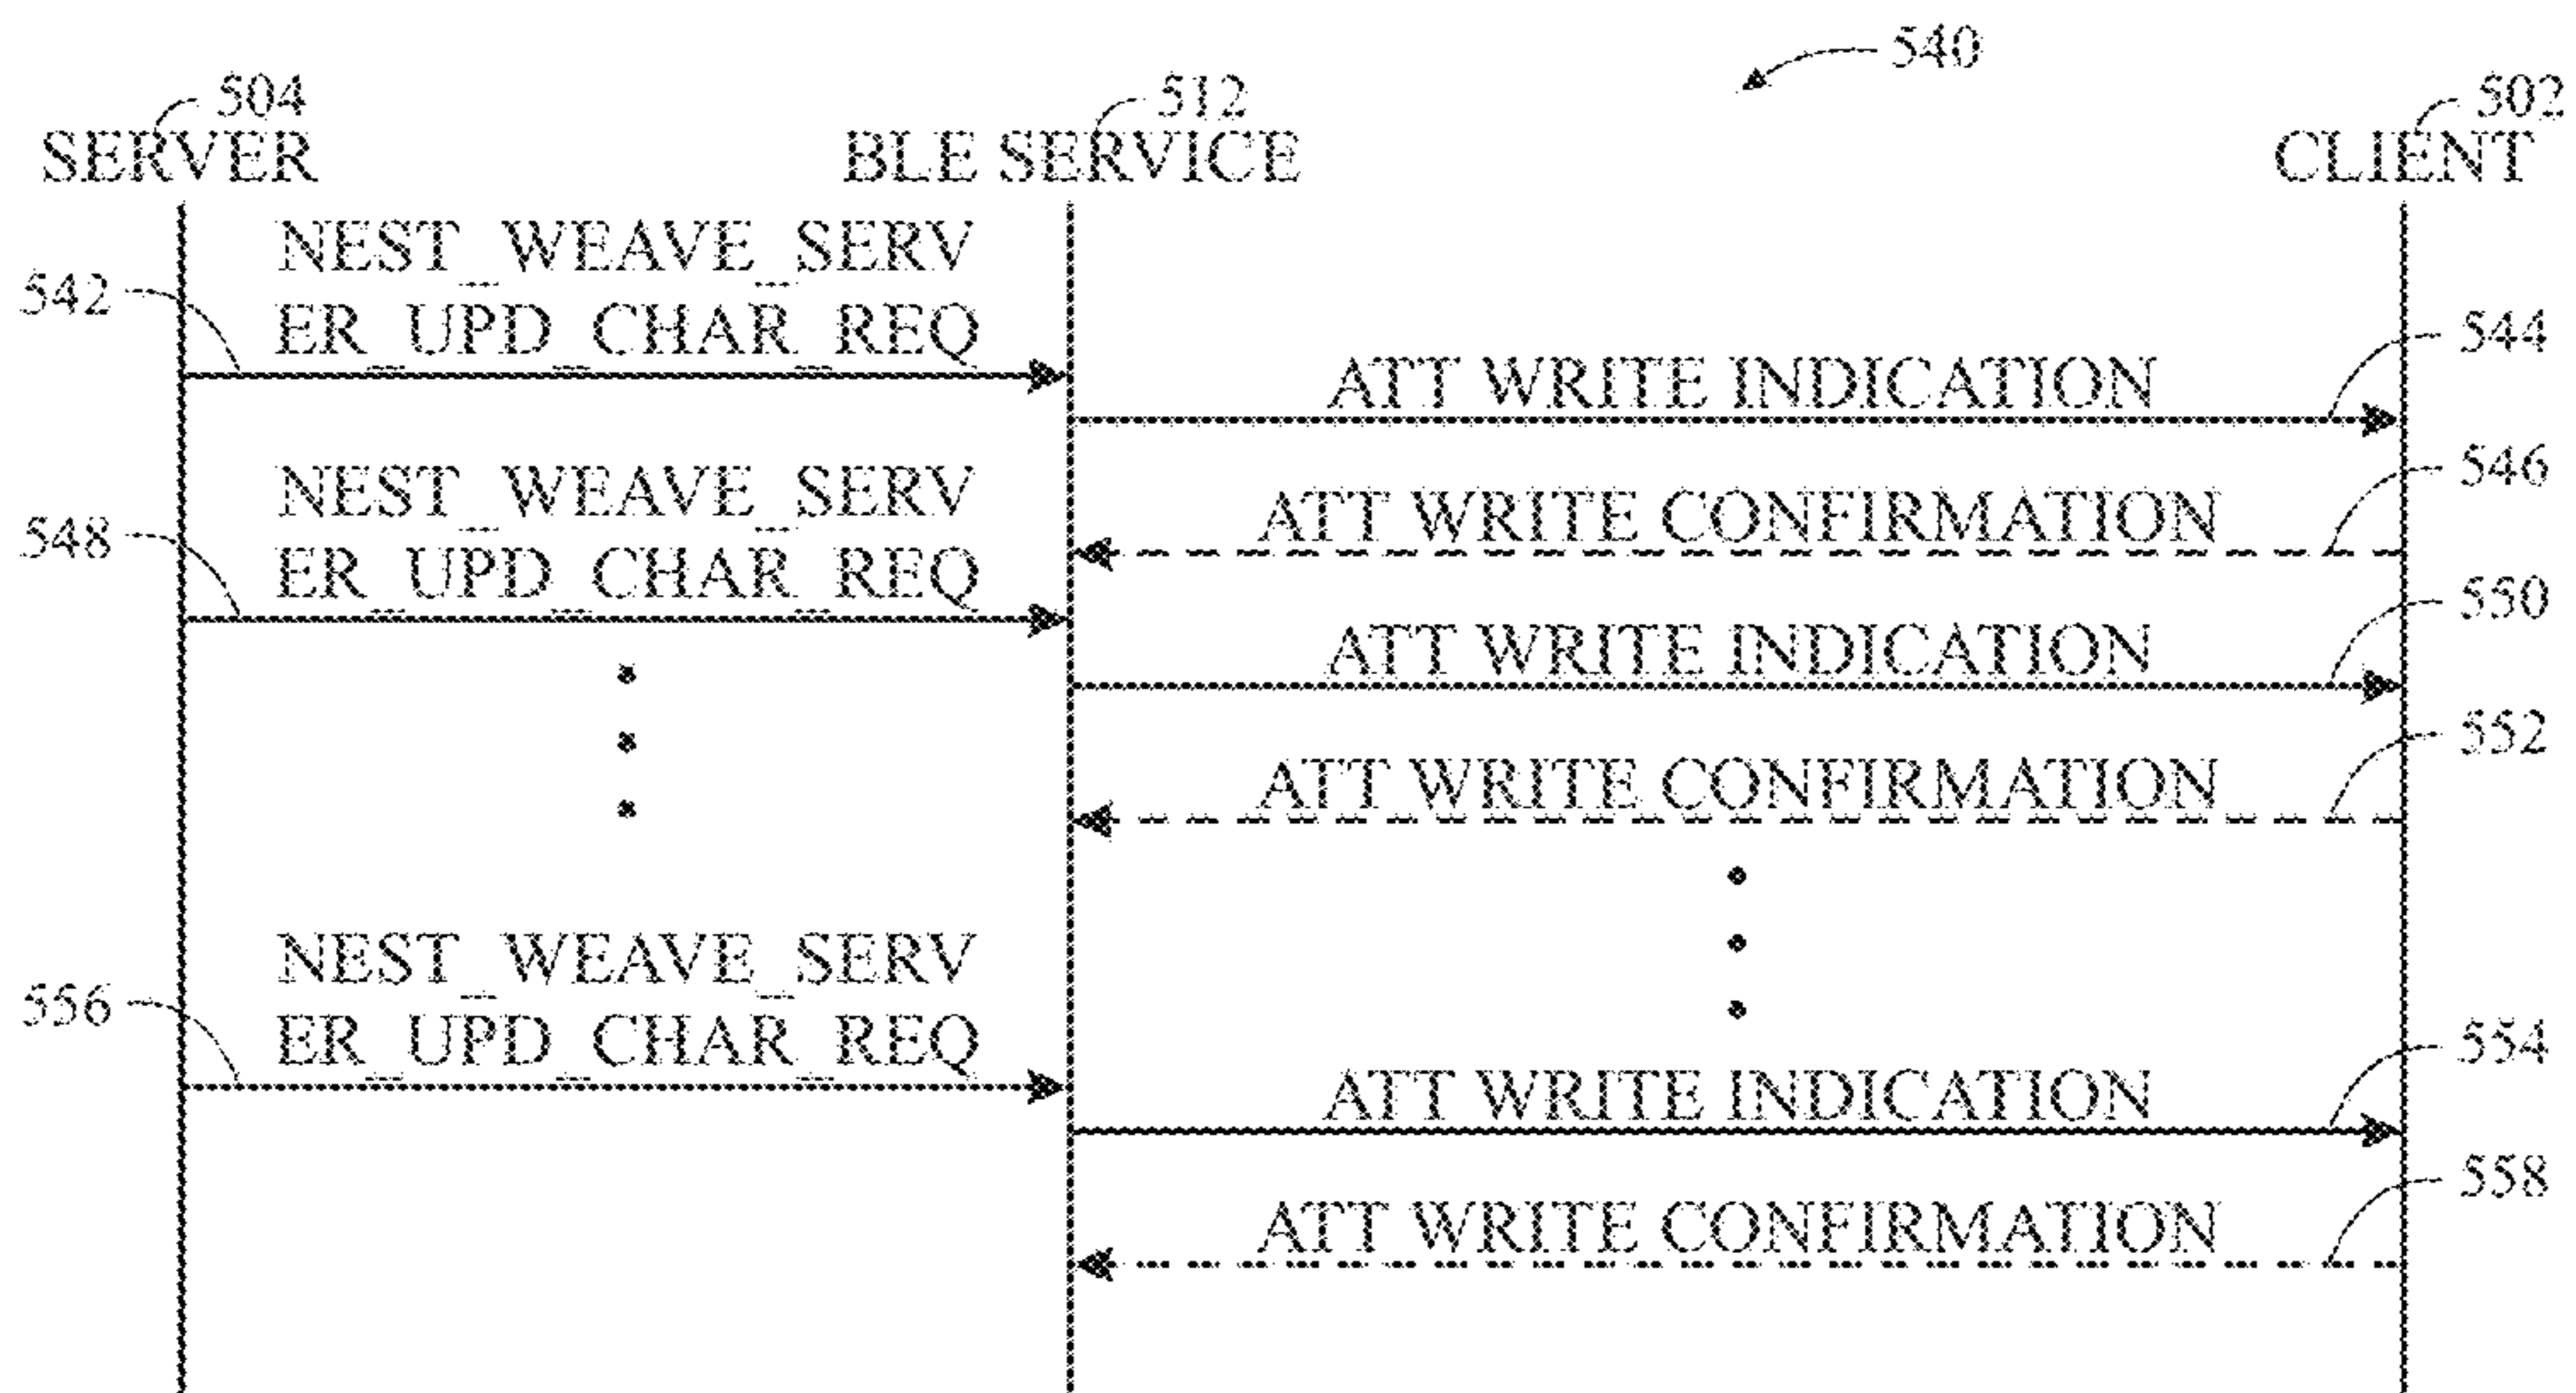 540
504
512
502
SERVER
BLE SERVICE
CLIENT
NEST_WEAVE_SERV
542
ER_UPD_CHAR_REQ
544
ATT WRITE INDICATION
546
NEST_WEAVE_SERV
ATT WRITE CONFIRMATION
548
ER_UPD_CHAR_REQ
550
ATT WRITE INDICATION
552
ATT WRITE CONFIRMATION
NEST_WEAVE_SERV
556
ER_UPD_CHAR_REQ
554
ATT WRITE INDICATION
558
ATT WRITE CONFIRMATION